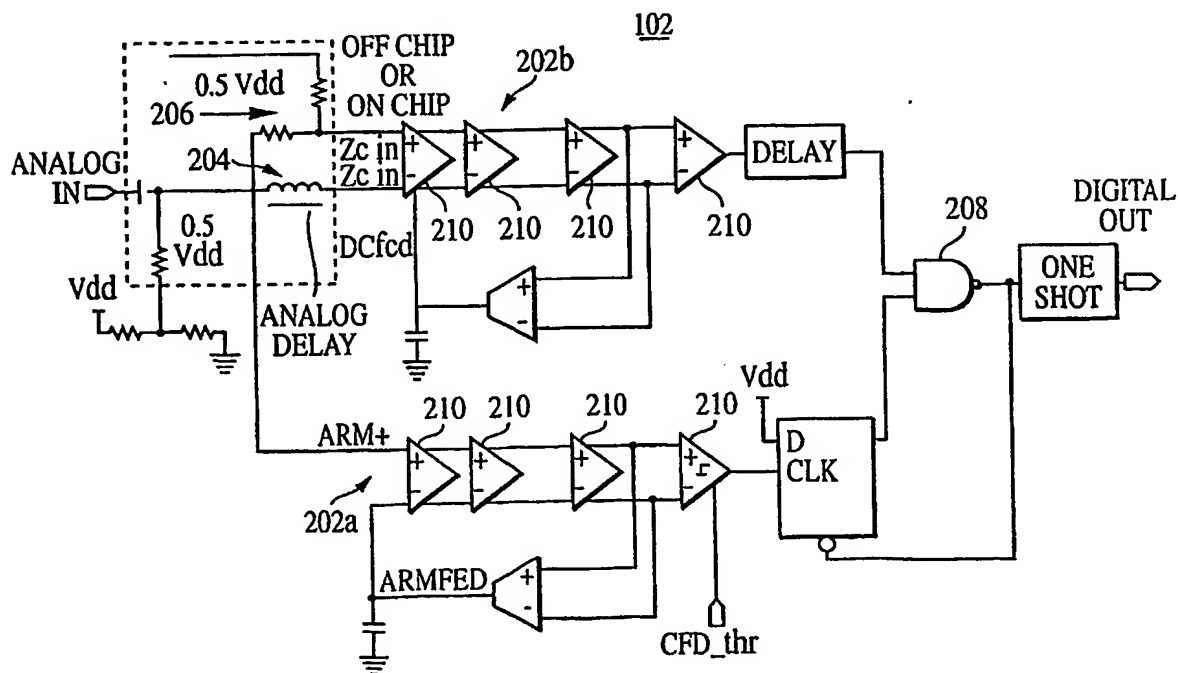 102
OFF CHIP
OR
ON CHIP
0.5 Vdd
206
202b
Zc in
Zc in
ANALOG
IN
204
+
-
210
+
-
210
+
-
210
+
-
210
DELAY
0.5
Vdd
DCfcd
208
DIGITAL
OUT
ONE
SHOT
Vdd
ANALOG
DELAY
+
-
Vdd
ARM+
202a
+
-
210
+
-
210
+
-
210
+
-
210
D
CLK
ARMFED
+
-
CFD_thr